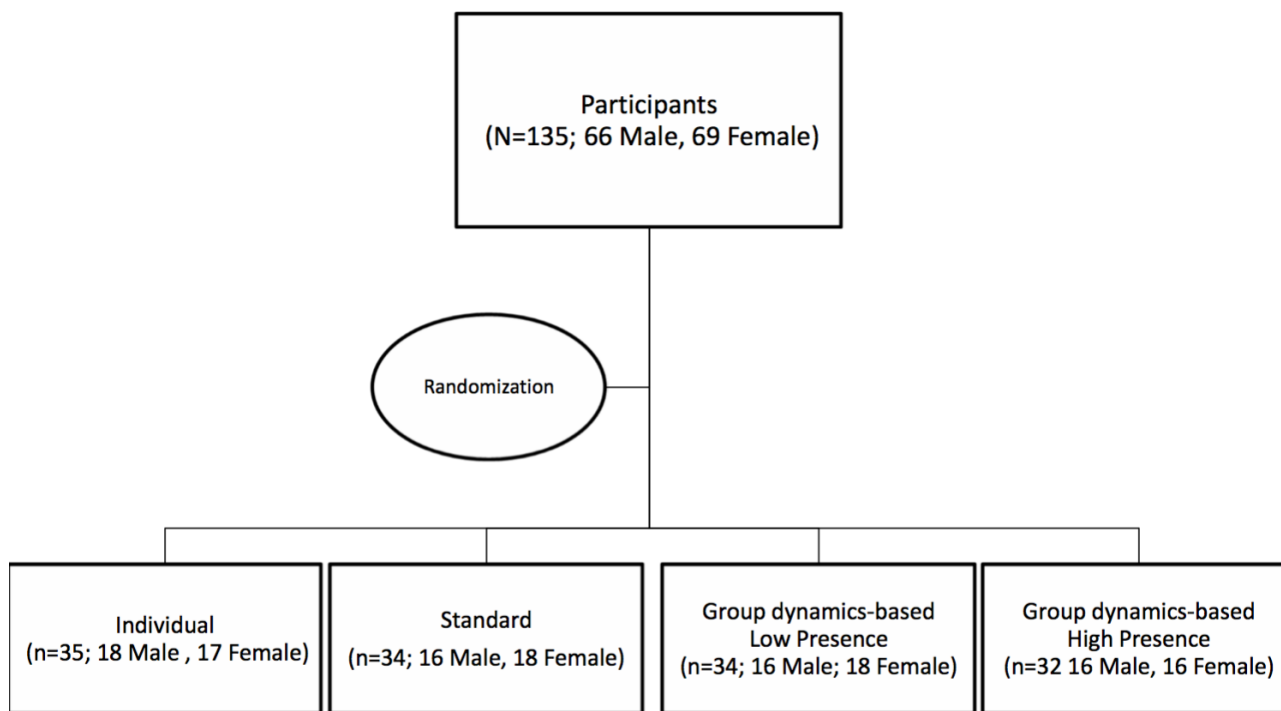 Participants
(N=135; 66 Male, 69 Female)
Randomization
Individual
(n=35; 18 Male , 17 Female)
Standard
(n=34; 16 Male, 18 Female)
Group dynamics-based
Low Presence
(n=34; 16 Male; 18 Female)
Group dynamics-based
High Presence
(n=32 16 Male, 16 Female)